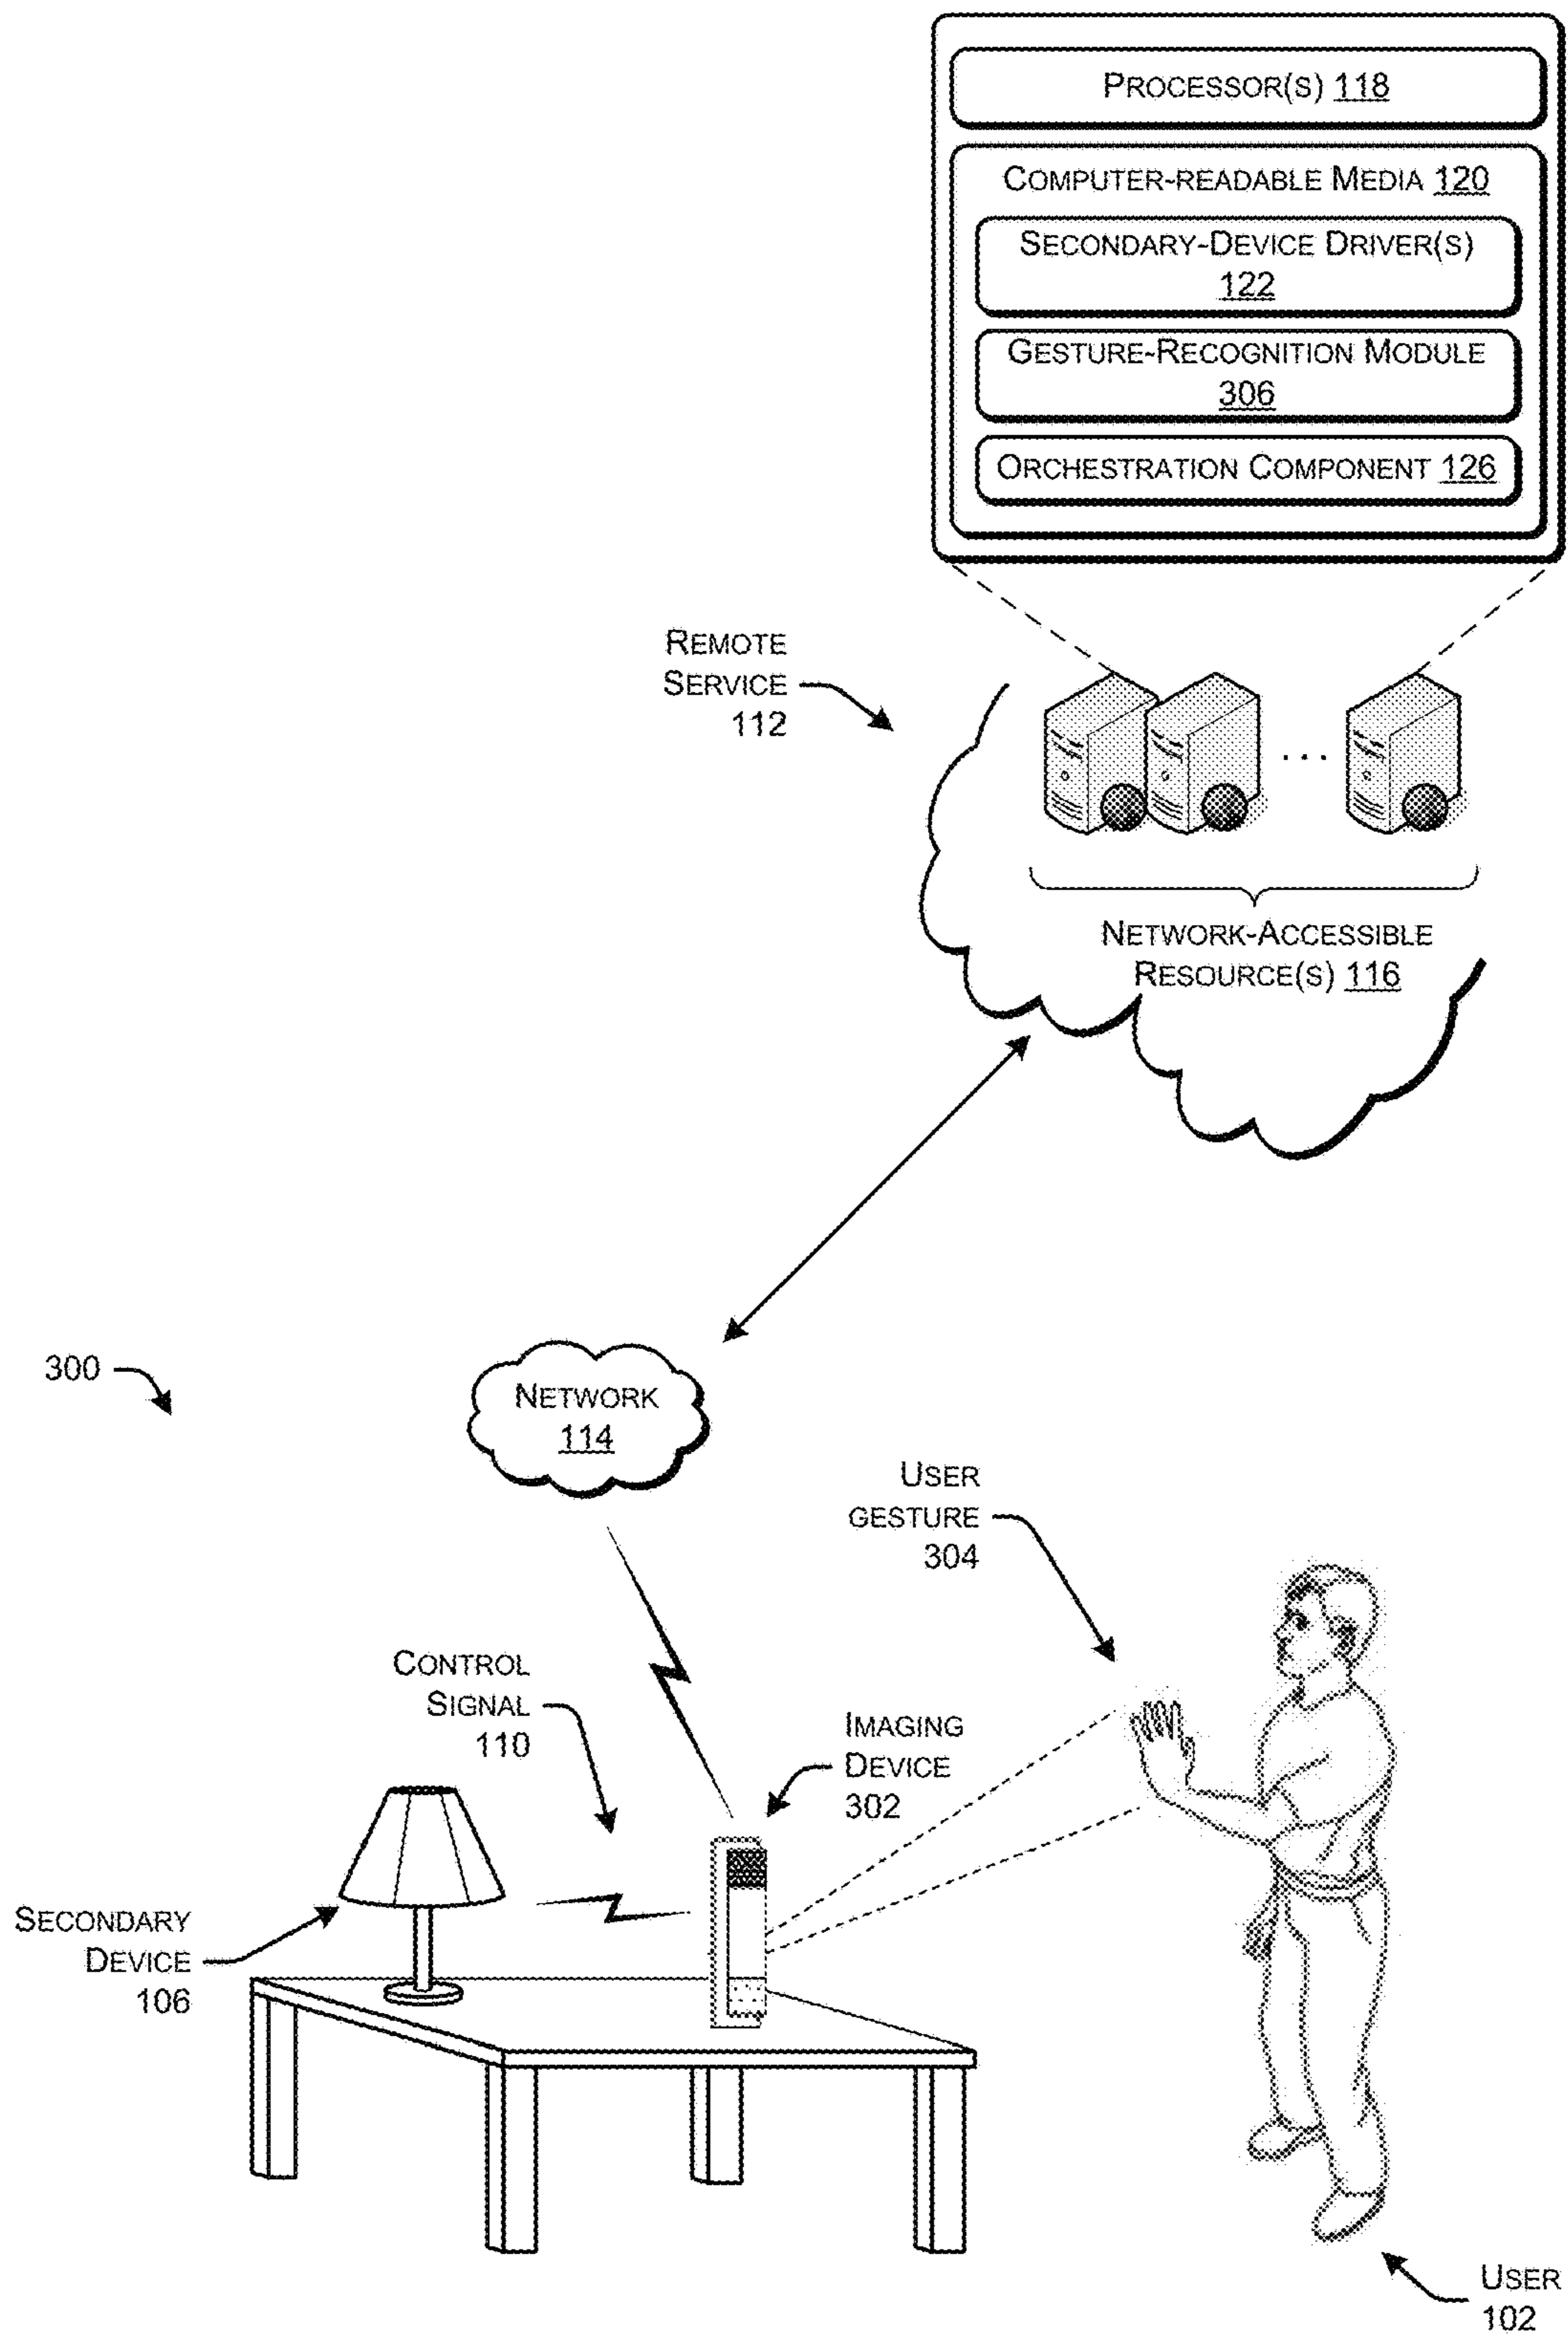 PROCESSOR(S) 118
COMPUTER-READABLE MEDIA 120
SECONDARY-DEVICE DRIVER(S)
122
GESTURE-RECOGNITION MODULE
306
ORCHESTRATION COMPONENT 126
REMOTE
SERVICE
112
...
NETWORK-ACCESSIBLE
RESOURCE(S) 116
300
NETWORK
114
USER
GESTURE
304
CONTROL
SIGNAL
110
IMAGING
DEVICE
302
SECONDARY
DEVICE
106
USER
102